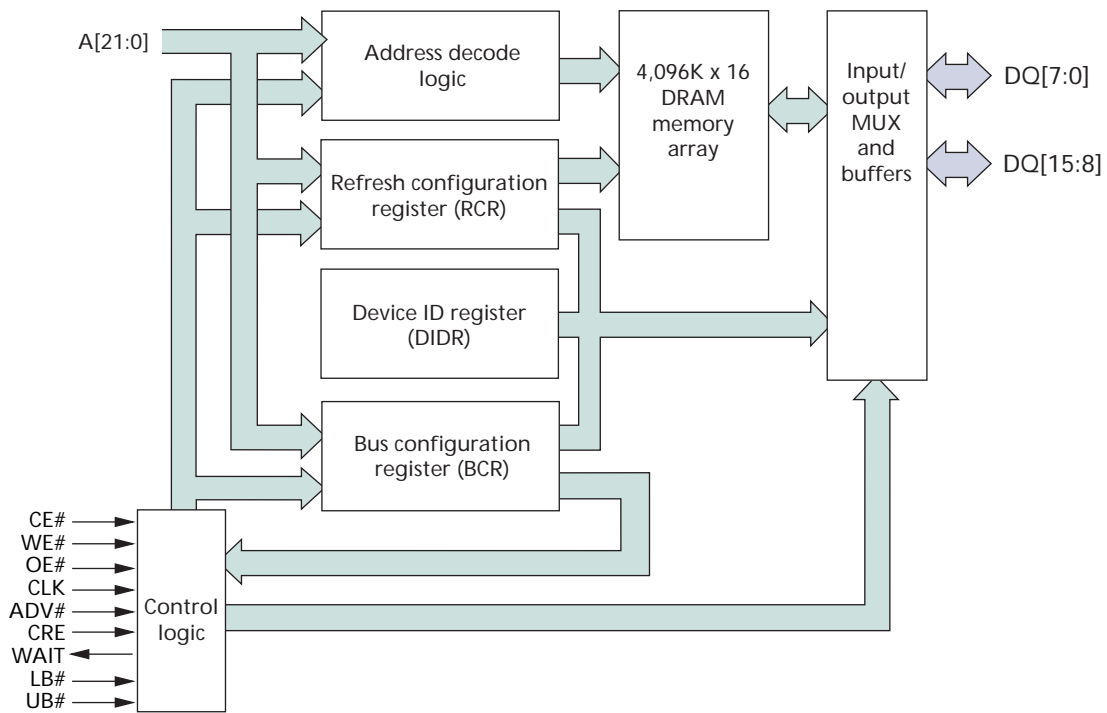 A[21:0]
Address decode
logic
4,096K x 16
DRAM
memory
array
Input/
output
MUX
and
buffers
DQ[7:0]
DQ[15:8]
Refresh configuration
register (RCR)
Device ID register
(DIDR)
Bus configuration
register (BCR)
CE#
WE#
OE#
CLK
ADV#
CRE
WAIT
LB#
UB#
Control
logic